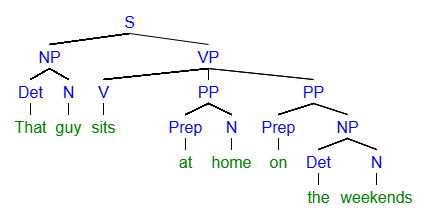 S
NP VP
Det N V PP PP
That guy sits Prep N Prep NP
at home on Det N
the weekends